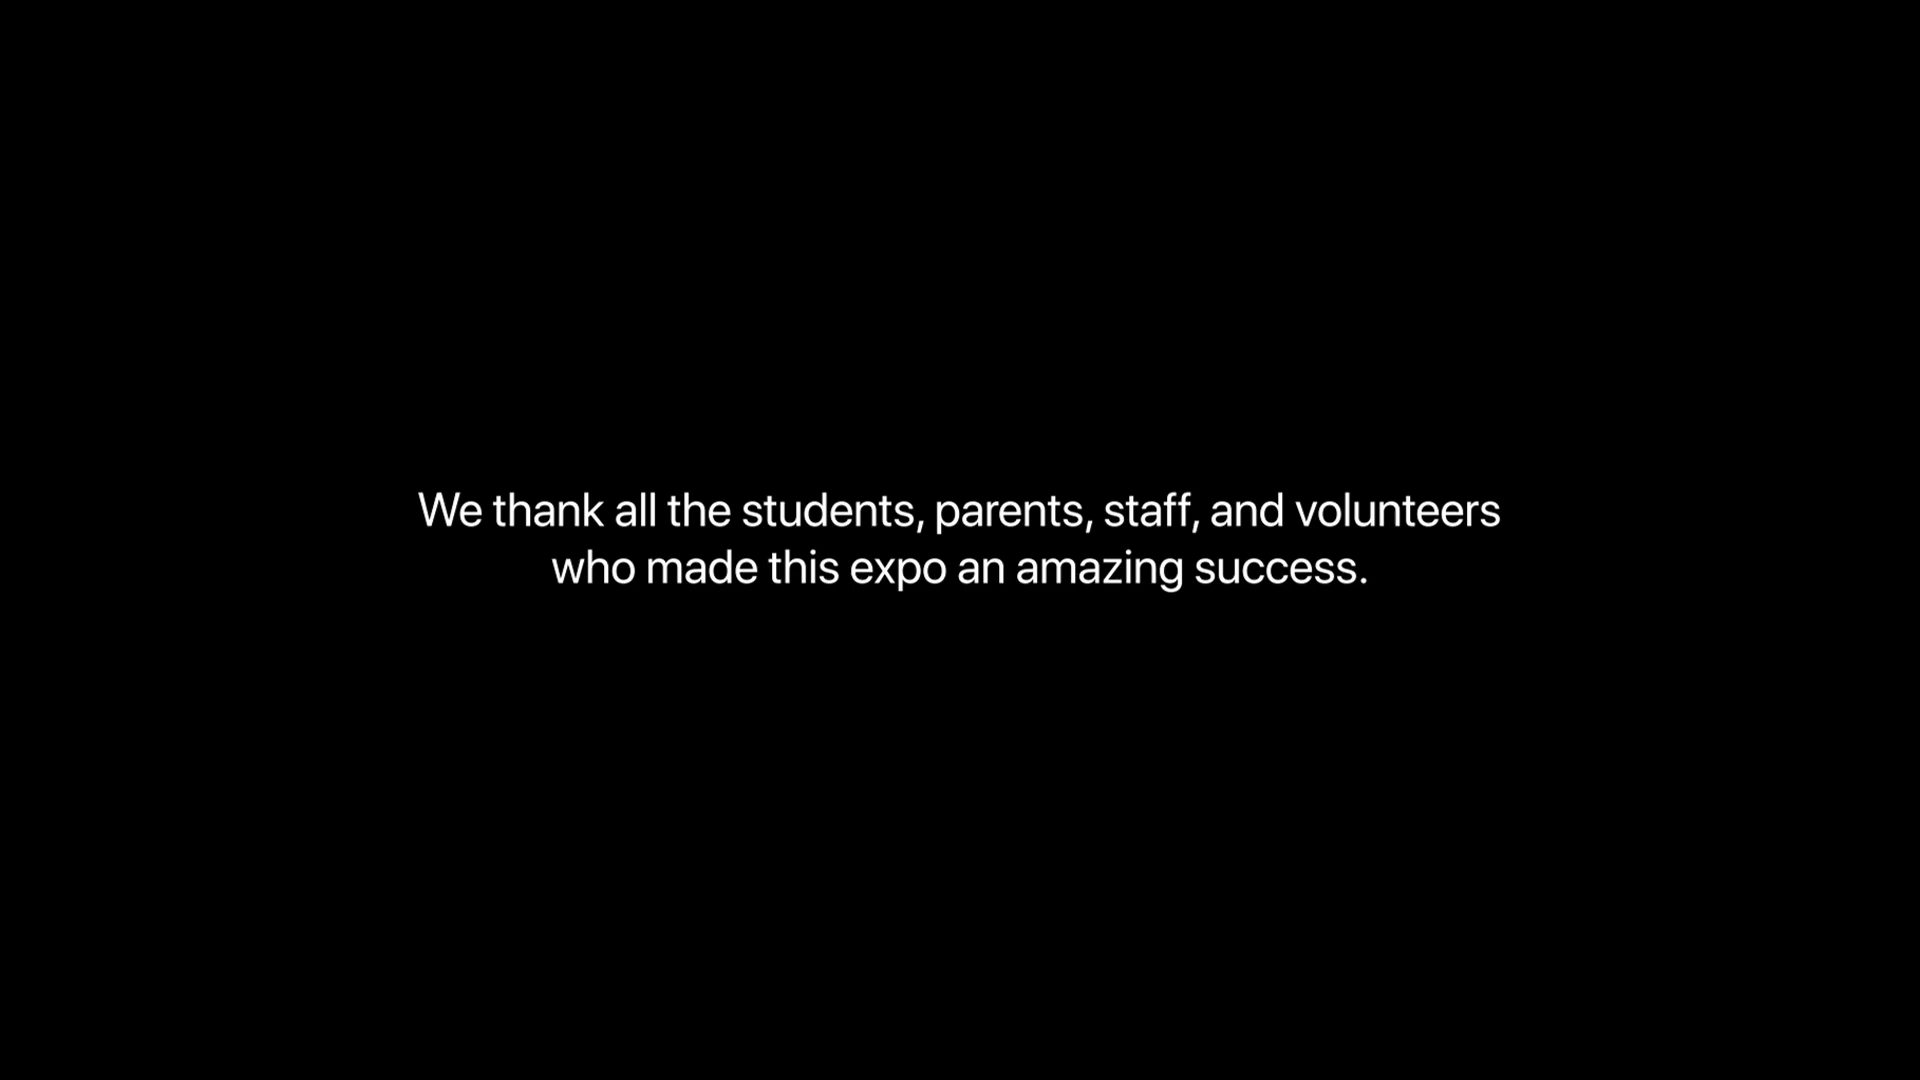 We thank all the students, parents, staff, and volunteers
who made this expo an amazing success.